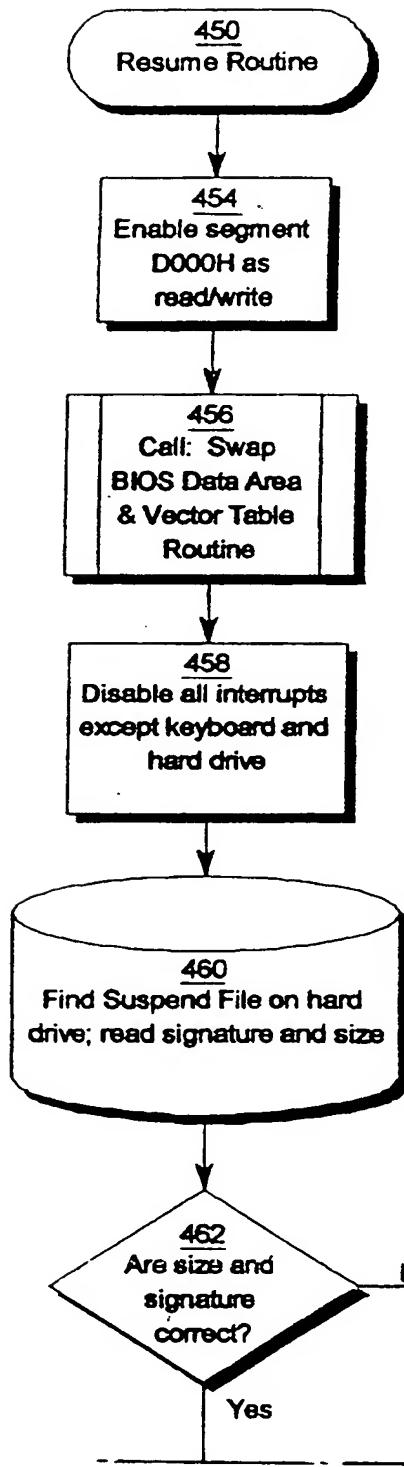 450
Resume Routine
454
Enable segment
D000H as
read/write
456
Call: Swap
BIOS Data Area
& Vector Table
Routine
458
Disable all interrupts
except keyboard and
hard drive
460
Find Suspend File on hard
drive; read signature and size
462
Are size and
signature
correct?
Yes